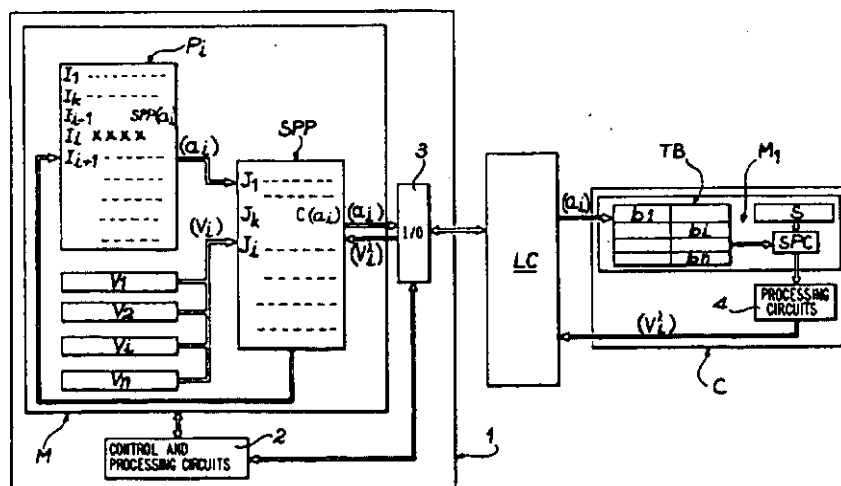 Pi
I1
Ik
Ii-1 SPP(ai)
Ii xxxx
Ii+1
(ai)
SPP
J1
Jk C(ai)
Ji
(Vi)
V1
V2
Vi
Vn
(ai)
(V'i)
3
I/O
M
CONTROL AND
PROCESSING CIRCUITS
2
1
LC
(ai)
TB
M1
b1
bi
bn
S
SPC
PROCESSING
CIRCUITS
4
(V'i)
C